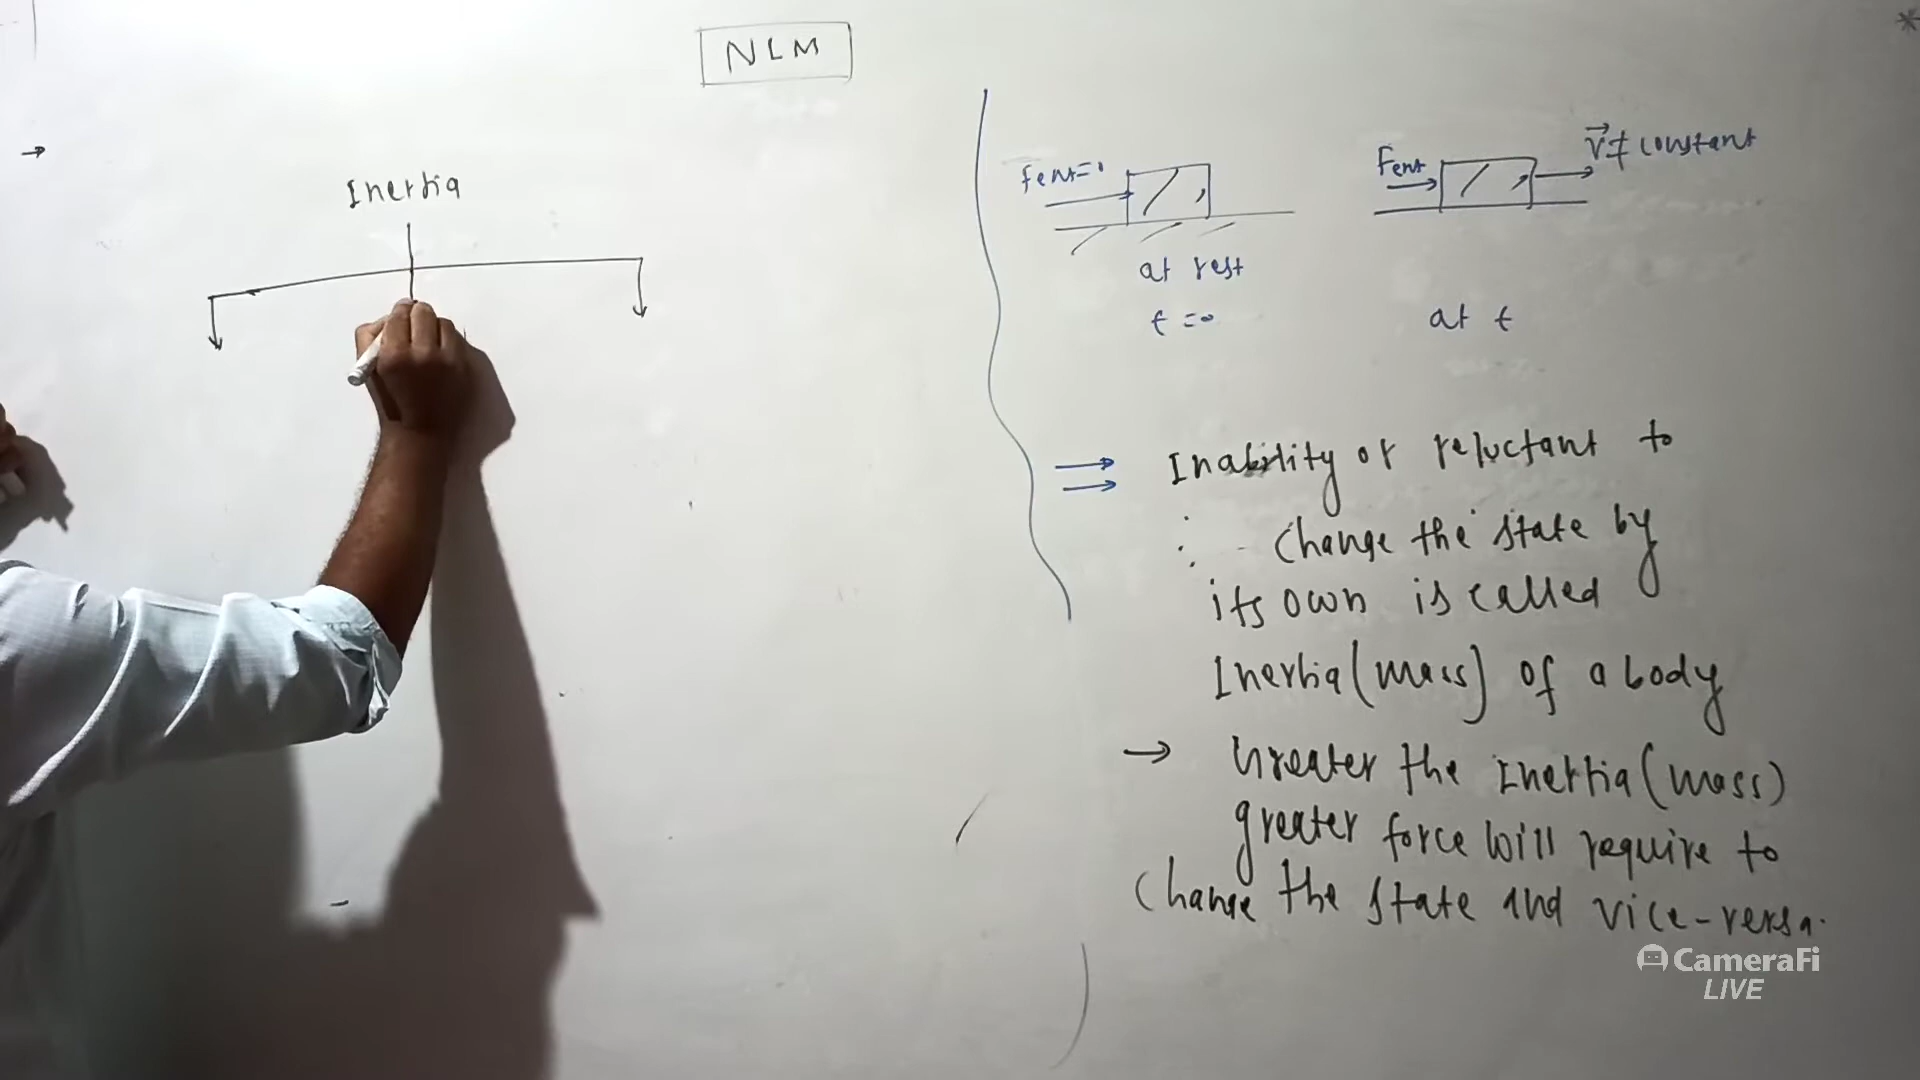 NLM
Inertia
Fent=0
at rest
t=0
Fent
v⃗ ≠ constant
at t
Inability or reluctant to
change the state by
its own is called
Inertia (mass) of a body
→ Greater the Inertia (mass)
greater force will require to
change the state and vice-versa.
CameraFi
LIVE